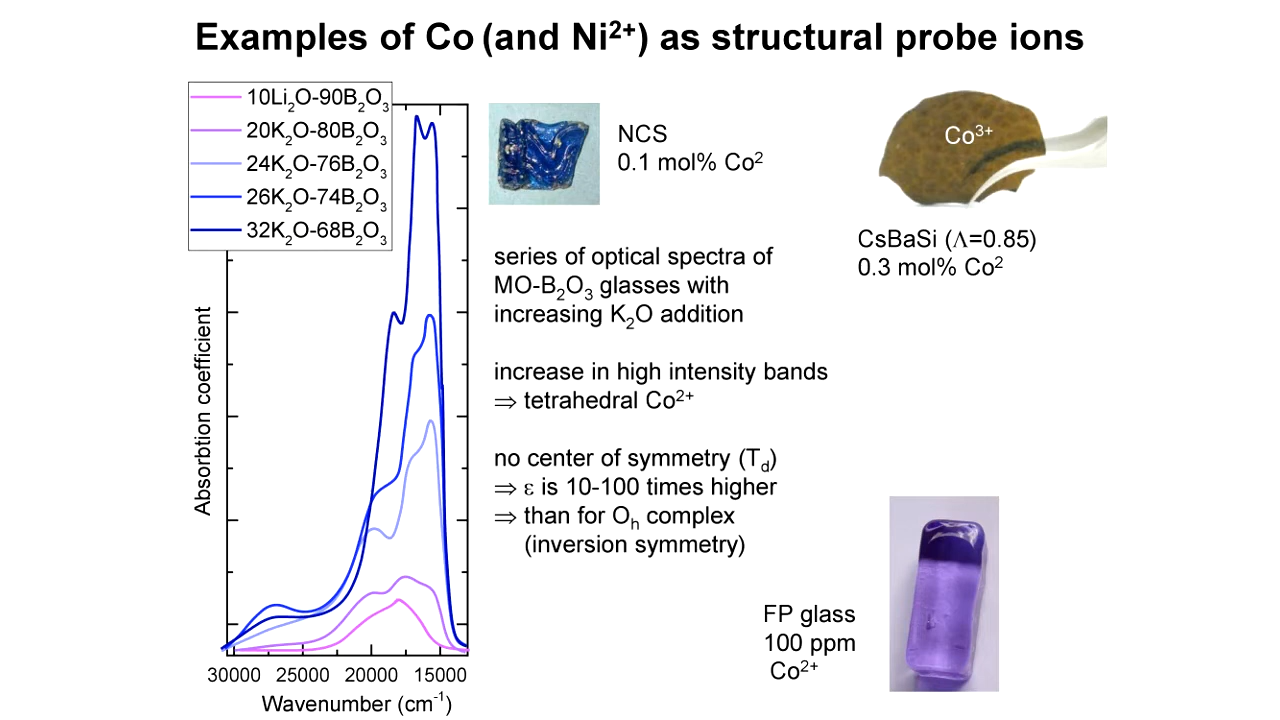 Examples of Co (and Ni²⁺) as structural probe ions
10Li₂O-90B₂O₃
20K₂O-80B₂O₃
24K₂O-76B₂O₃
26K₂O-74B₂O₃
32K₂O-68B₂O₃
Absorbtion coefficient
30000 25000 20000 15000
Wavenumber (cm⁻¹)
NCS
0.1 mol% Co²
series of optical spectra of
MO-B₂O₃ glasses with
increasing K₂O addition
increase in high intensity bands
⇒ tetrahedral Co²⁺
no center of symmetry (T_d)
⇒ ε is 10-100 times higher
⇒ than for Oₕ complex
(inversion symmetry)
Co³⁺
CsBaSi (Λ=0.85)
0.3 mol% Co²
FP glass
100 ppm
Co²⁺